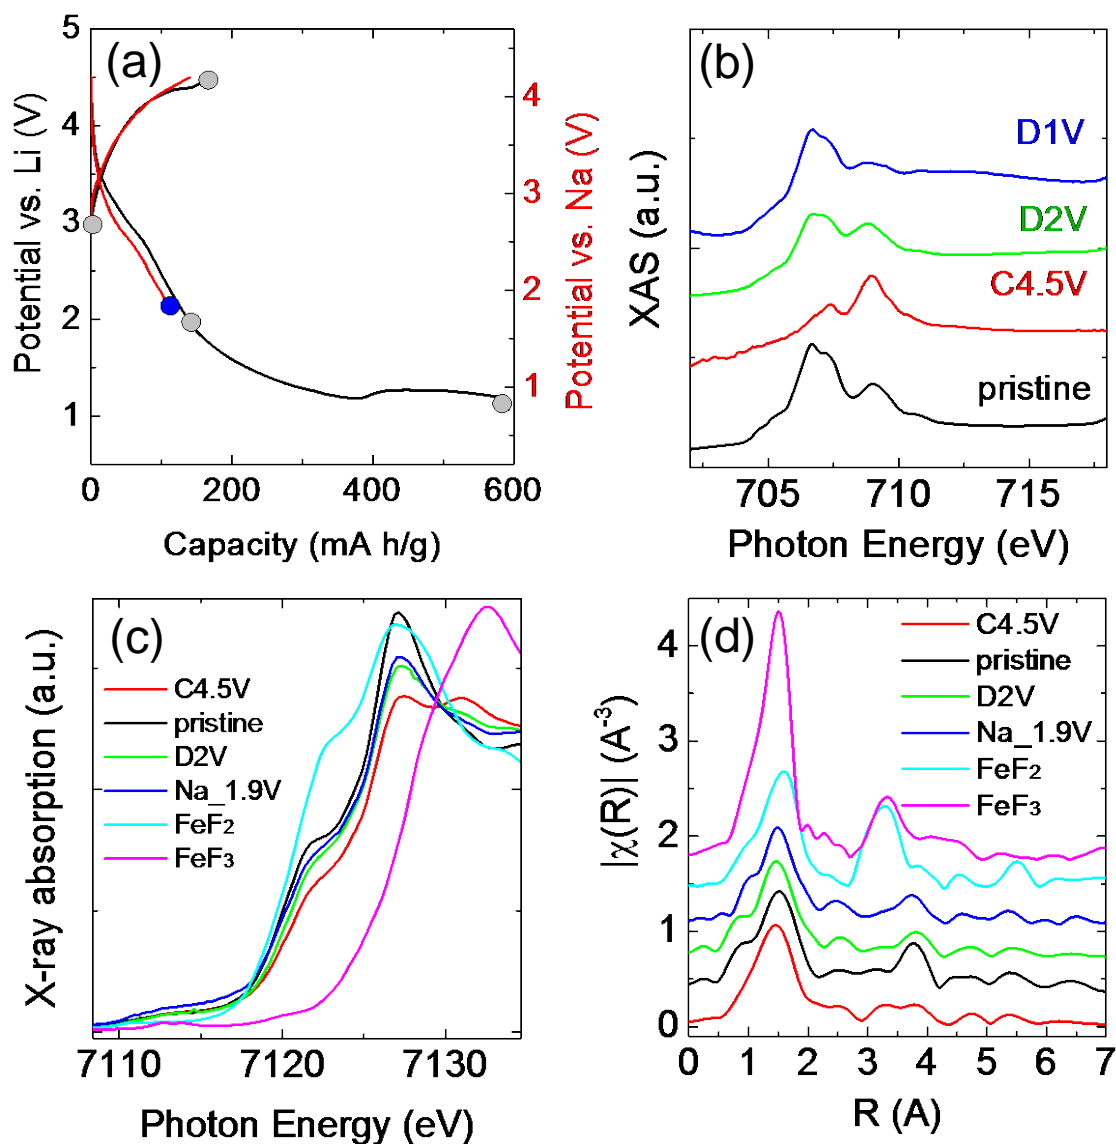 (a)
Potential vs. Li (V)
5
4
3
2
1
Potential vs. Na (V)
4
3
2
1
0 200 400 600
Capacity (mA h/g)
(b)
XAS (a.u.)
D1V
D2V
C4.5V
pristine
705 710 715
Photon Energy (eV)
(c)
X-ray absorption (a.u.)
C4.5V
pristine
D2V
Na_1.9V
FeF₂
FeF₃
7110 7120 7130
Photon Energy (eV)
(d)
|χ(R)| (A⁻³)
4
3
2
1
0
C4.5V
pristine
D2V
Na_1.9V
FeF₂
FeF₃
0 1 2 3 4 5 6 7
R (A)